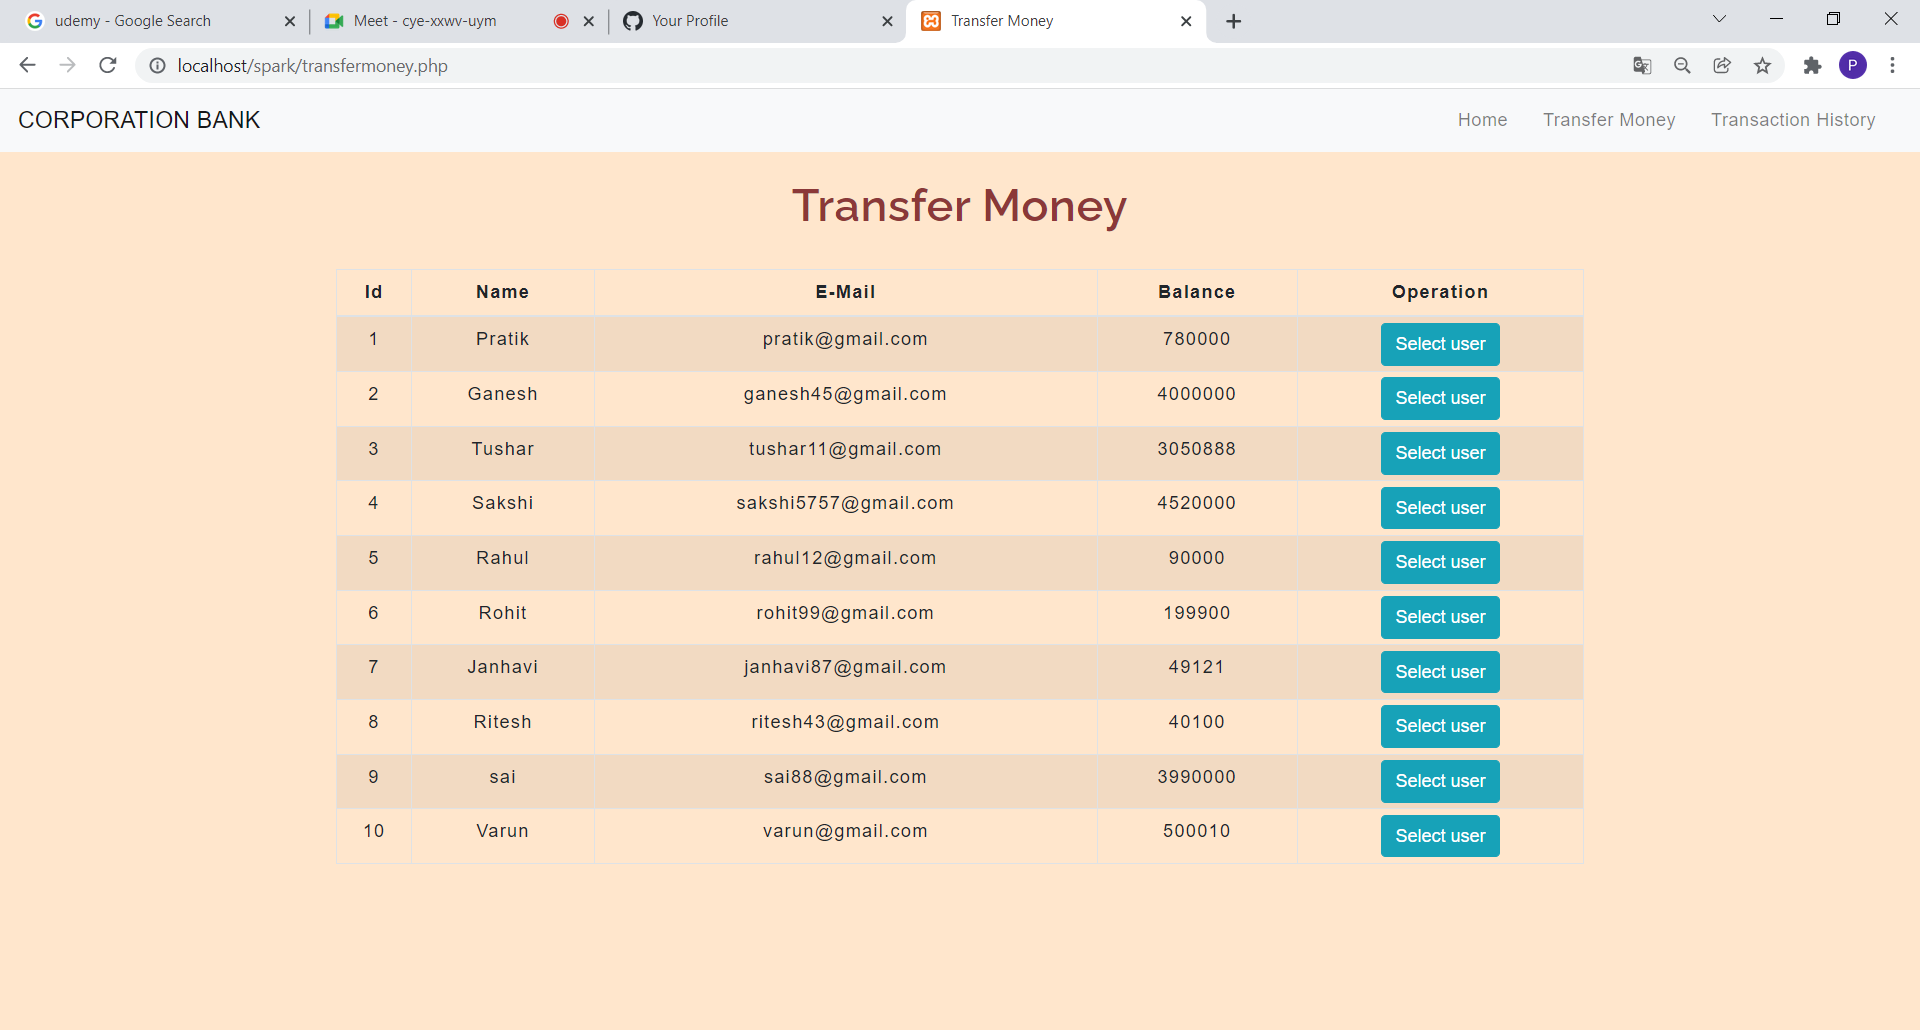 udemy - Google Search Meet - cye-xxwv-uym Your Profile Transfer Money
localhost/spark/transfermoney.php P
CORPORATION BANK Home Transfer Money Transaction History
Transfer Money
Id Name E-Mail Balance Operation
1 Pratik pratik@gmail.com 780000 Select user
2 Ganesh ganesh45@gmail.com 4000000 Select user
3 Tushar tushar11@gmail.com 3050888 Select user
4 Sakshi sakshi5757@gmail.com 4520000 Select user
5 Rahul rahul12@gmail.com 90000 Select user
6 Rohit rohit99@gmail.com 199900 Select user
7 Janhavi janhavi87@gmail.com 49121 Select user
8 Ritesh ritesh43@gmail.com 40100 Select user
9 sai sai88@gmail.com 3990000 Select user
10 Varun varun@gmail.com 500010 Select user